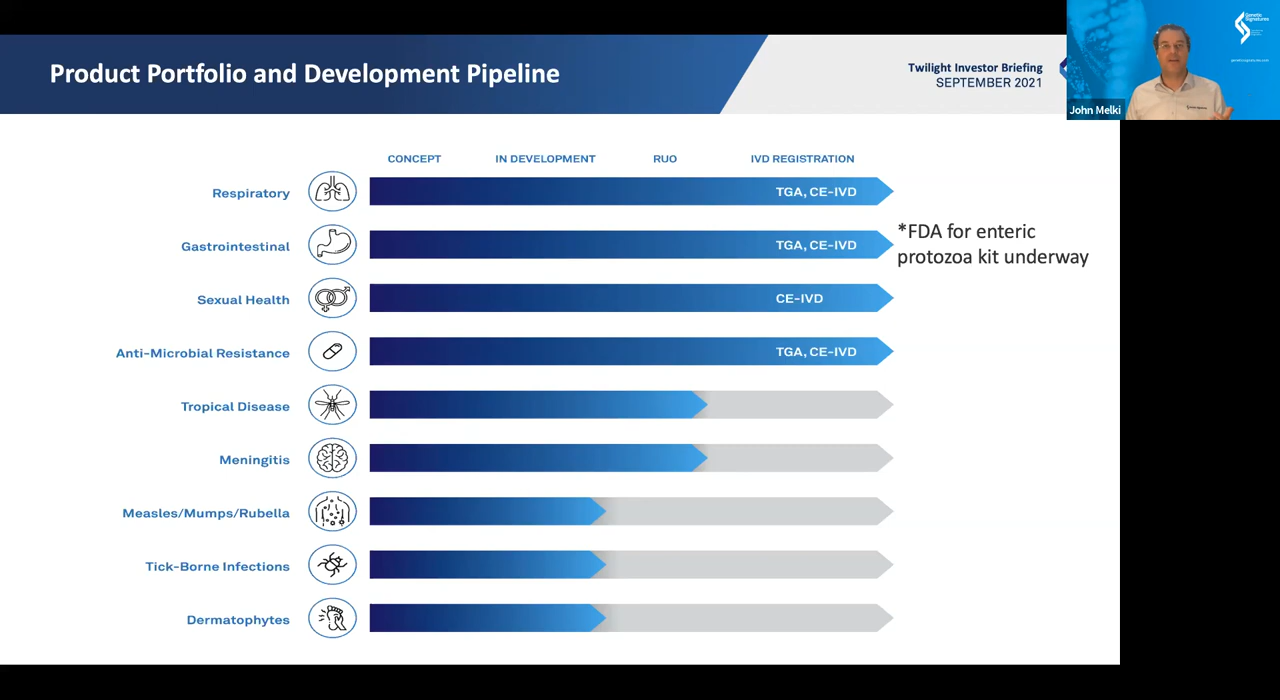 Product Portfolio and Development Pipeline
Twilight Investor Briefing
SEPTEMBER 2021
Genetic
Signatures
John Melki
CONCEPT
IN DEVELOPMENT
RUO
IVD REGISTRATION
Respiratory
TGA, CE-IVD
Gastrointestinal
TGA, CE-IVD
*FDA for enteric
protozoa kit underway
Sexual Health
CE-IVD
Anti-Microbial Resistance
TGA, CE-IVD
Tropical Disease
Meningitis
Measles/Mumps/Rubella
Tick-Borne Infections
Dermatophytes